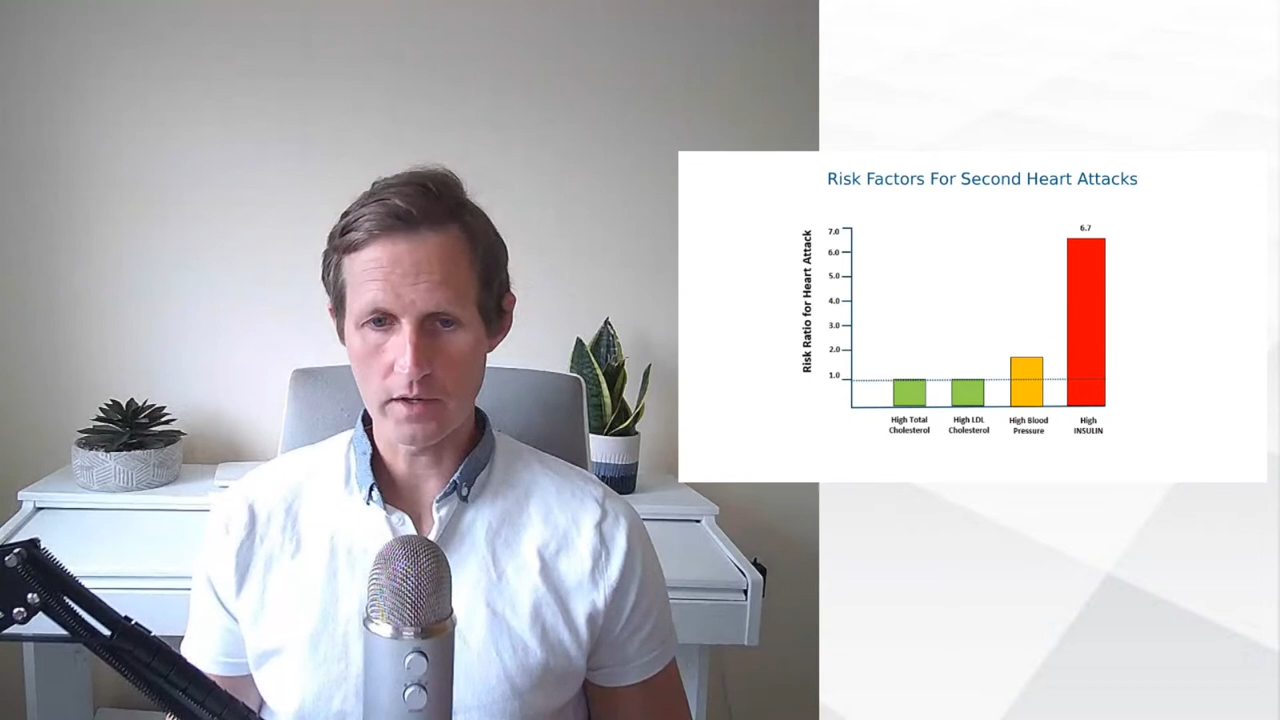 Risk Factors For Second Heart Attacks
Risk Ratio for Heart Attack
7.0
6.0
5.0
4.0
3.0
2.0
1.0
6.7
High Total
Cholesterol
High LDL
Cholesterol
High Blood
Pressure
High
INSULIN